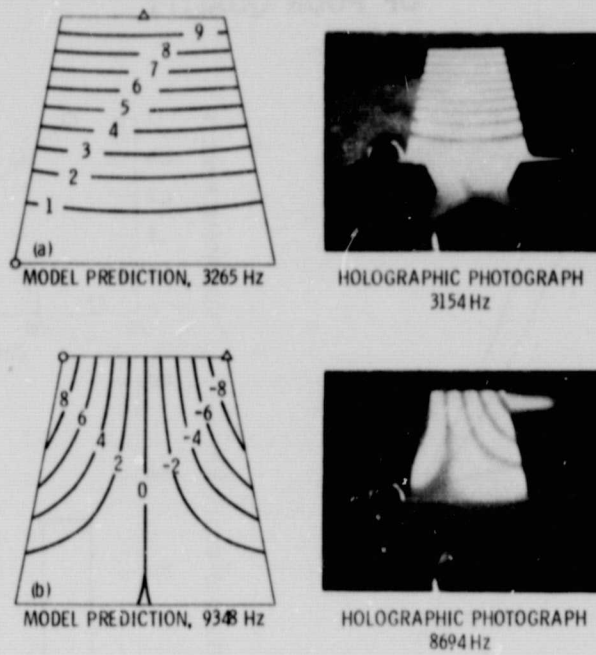 9
8
7
6
5
4
3
2
1
(a)
MODEL PREDICTION, 3265 Hz
HOLOGRAPHIC PHOTOGRAPH
3154 Hz
8 -8
6 -6
4 -4
2 -2
0
(b)
MODEL PREDICTION, 9348 Hz
HOLOGRAPHIC PHOTOGRAPH
8694 Hz